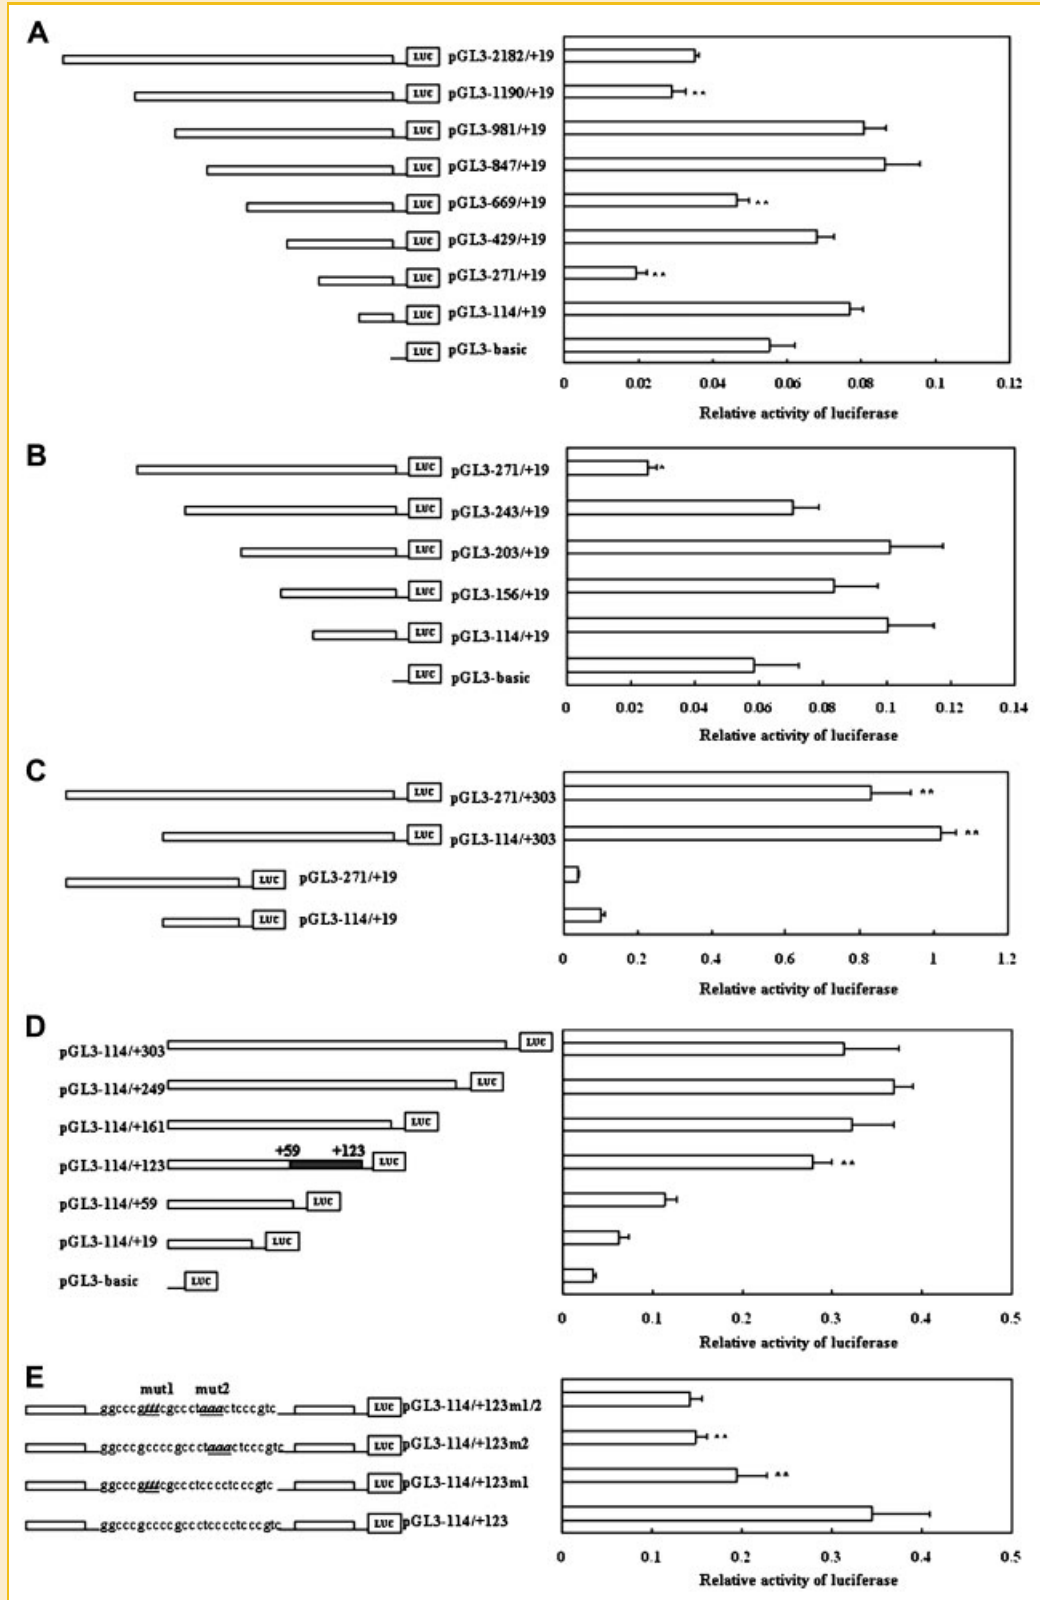 A
LUC pGL3-2182/+19
LUC pGL3-1190/+19
**
LUC pGL3-981/+19
LUC pGL3-847/+19
LUC pGL3-669/+19
**
LUC pGL3-429/+19
LUC pGL3-271/+19
**
LUC pGL3-114/+19
LUC pGL3-basic
0 0.02 0.04 0.06 0.08 0.1 0.12
Relative activity of luciferase
B
LUC pGL3-271/+19
*
LUC pGL3-243/+19
LUC pGL3-203/+19
LUC pGL3-156/+19
LUC pGL3-114/+19
LUC pGL3-basic
0 0.02 0.04 0.06 0.08 0.1 0.12 0.14
Relative activity of luciferase
C
LUC pGL3-271/+303
**
LUC pGL3-114/+303
**
LUC pGL3-271/+19
LUC pGL3-114/+19
0 0.2 0.4 0.6 0.8 1 1.2
Relative activity of luciferase
D
pGL3-114/+303 LUC
pGL3-114/+249 LUC
pGL3-114/+161 LUC
+59 +123
pGL3-114/+123 LUC
**
pGL3-114/+59 LUC
pGL3-114/+19 LUC
pGL3-basic LUC
0 0.1 0.2 0.3 0.4 0.5
Relative activity of luciferase
E
mut1 mut2
ggcccgtttcgccctaaactcccgtc LUC pGL3-114/+123m1/2
ggcccgccccgccctaaactcccgtc LUC pGL3-114/+123m2
**
ggcccgtttcgccctcccctcccgtc LUC pGL3-114/+123m1
**
ggcccgccccgccctcccctcccgtc LUC pGL3-114/+123
0 0.1 0.2 0.3 0.4 0.5
Relative activity of luciferase